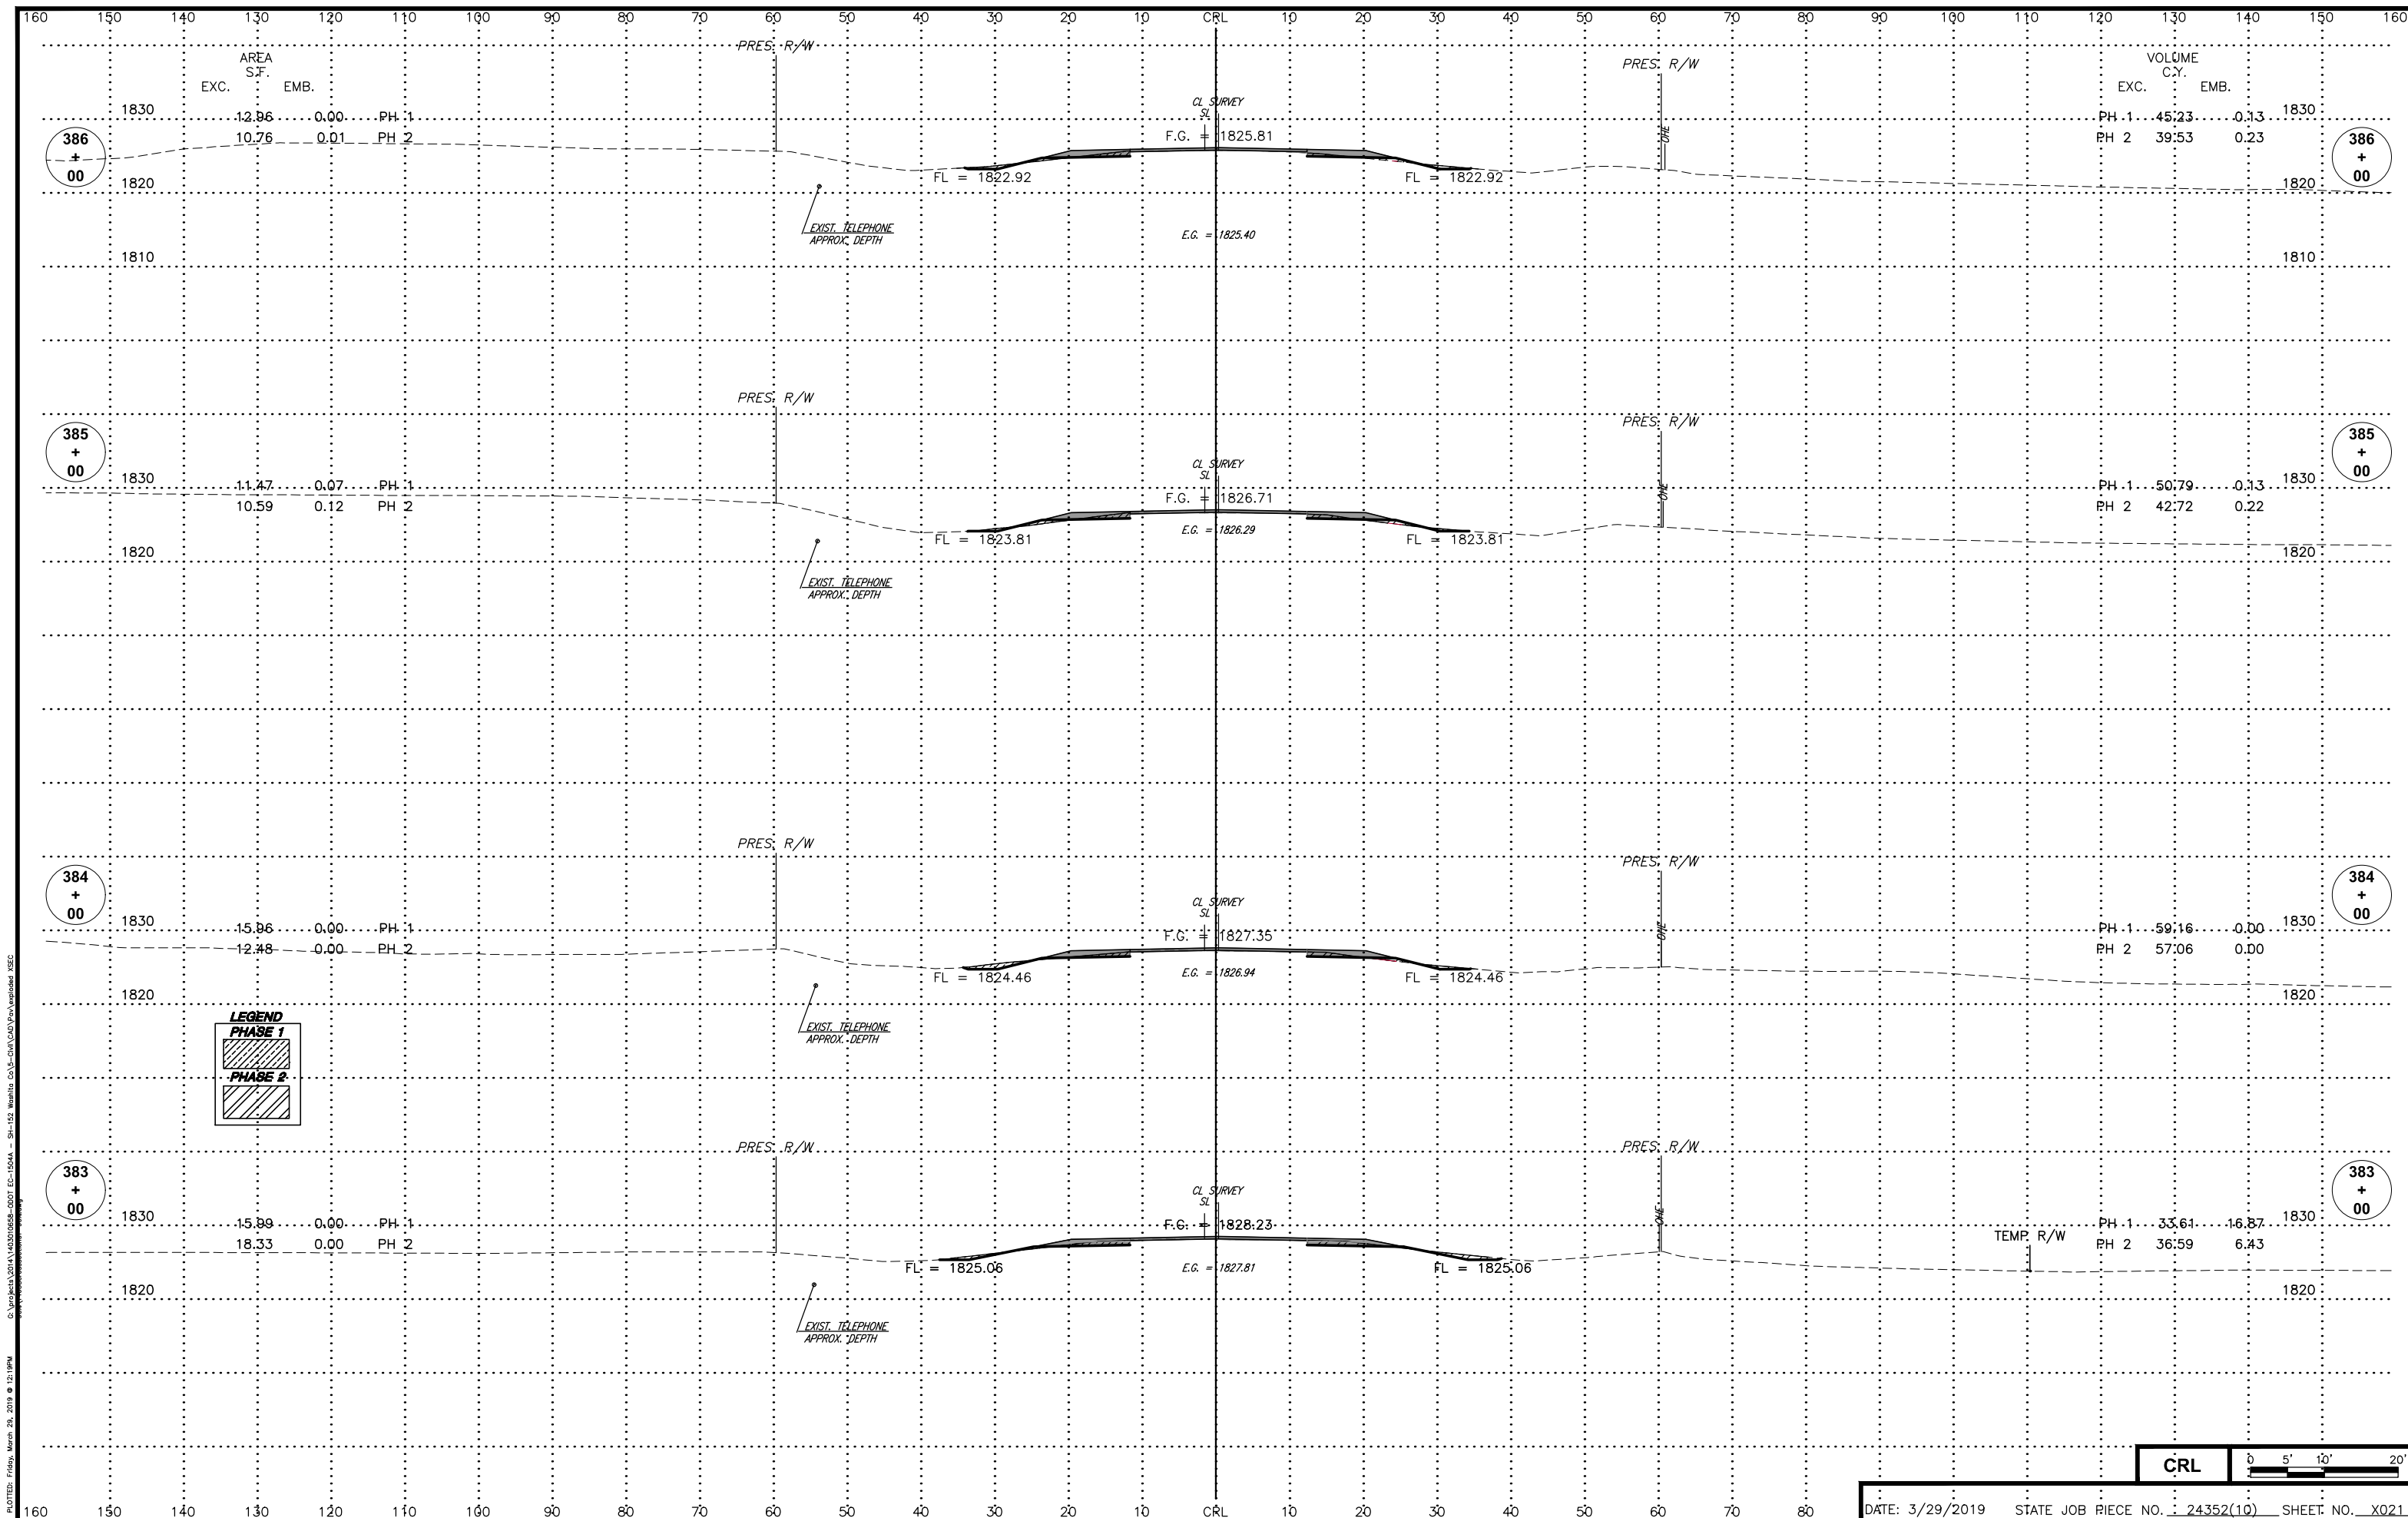 160 150 140 130 120 110 100 90 80 70 60 50 40 30 20 10 CRL 10 20 30 40 50 60 70 80 90 100 110 120 130 140 150 160
AREA
S.F.
EXC. EMB.
VOLUME
C.Y.
EXC. EMB.
PRES. R/W
PRES. R/W
CL SURVEY
SL
386
+
00
1830
12.96 0.00 PH 1
10.76 0.01 PH 2
F.G. = 1825.81
OHE
PH 1 45.23 0.13
PH 2 39.53 0.23
1830
386
+
00
1820
FL = 1822.92
FL = 1822.92
1820
EXIST. TELEPHONE
APPROX. DEPTH
E.G. = 1825.40
1810
1810
PRES. R/W
PRES. R/W
385
+
00
CL SURVEY
SL
385
+
00
1830
11.47 0.07 PH 1
10.59 0.12 PH 2
F.G. = 1826.71
OHE
PH 1 50.79 0.13
PH 2 42.72 0.22
1830
E.G. = 1826.29
FL = 1823.81
FL = 1823.81
1820
1820
EXIST. TELEPHONE
APPROX. DEPTH
PRES. R/W
PRES. R/W
384
+
00
CL SURVEY
SL
384
+
00
1830
15.96 0.00 PH 1
12.48 0.00 PH 2
F.G. = 1827.35
OHE
PH 1 59.16 0.00
PH 2 57.06 0.00
1830
E.G. = 1826.94
FL = 1824.46
FL = 1824.46
1820
1820
EXIST. TELEPHONE
APPROX. DEPTH
LEGEND
PHASE 1
PHASE 2
PRES. R/W
PRES. R/W
383
+
00
CL SURVEY
SL
383
+
00
1830
15.99 0.00 PH 1
18.33 0.00 PH 2
F.G. = 1828.23
OHE
TEMP. R/W
PH 1 33.61 16.87
PH 2 36.59 6.43
1830
FL = 1825.06
E.G. = 1827.81
FL = 1825.06
1820
1820
EXIST. TELEPHONE
APPROX. DEPTH
CRL
0 5' 10' 20'
160 150 140 130 120 110 100 90 80 70 60 50 40 30 20 10 CRL 10 20 30 40 50 60 70 80
DATE: 3/29/2019 STATE JOB PIECE NO. 24352(10) SHEET NO. X021
PLOTTED: Friday, March 29, 2019 @ 12:19PM